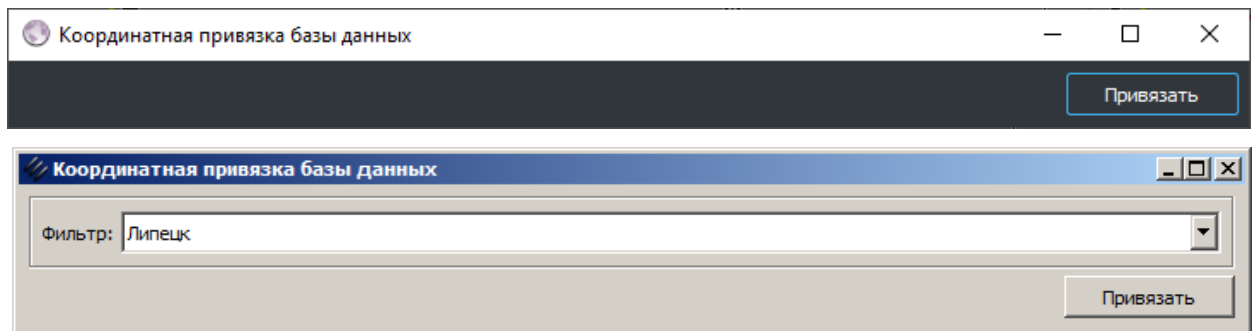 Координатная привязка базы данных
Привязать
Координатная привязка базы данных
Фильтр: Липецк
Привязать